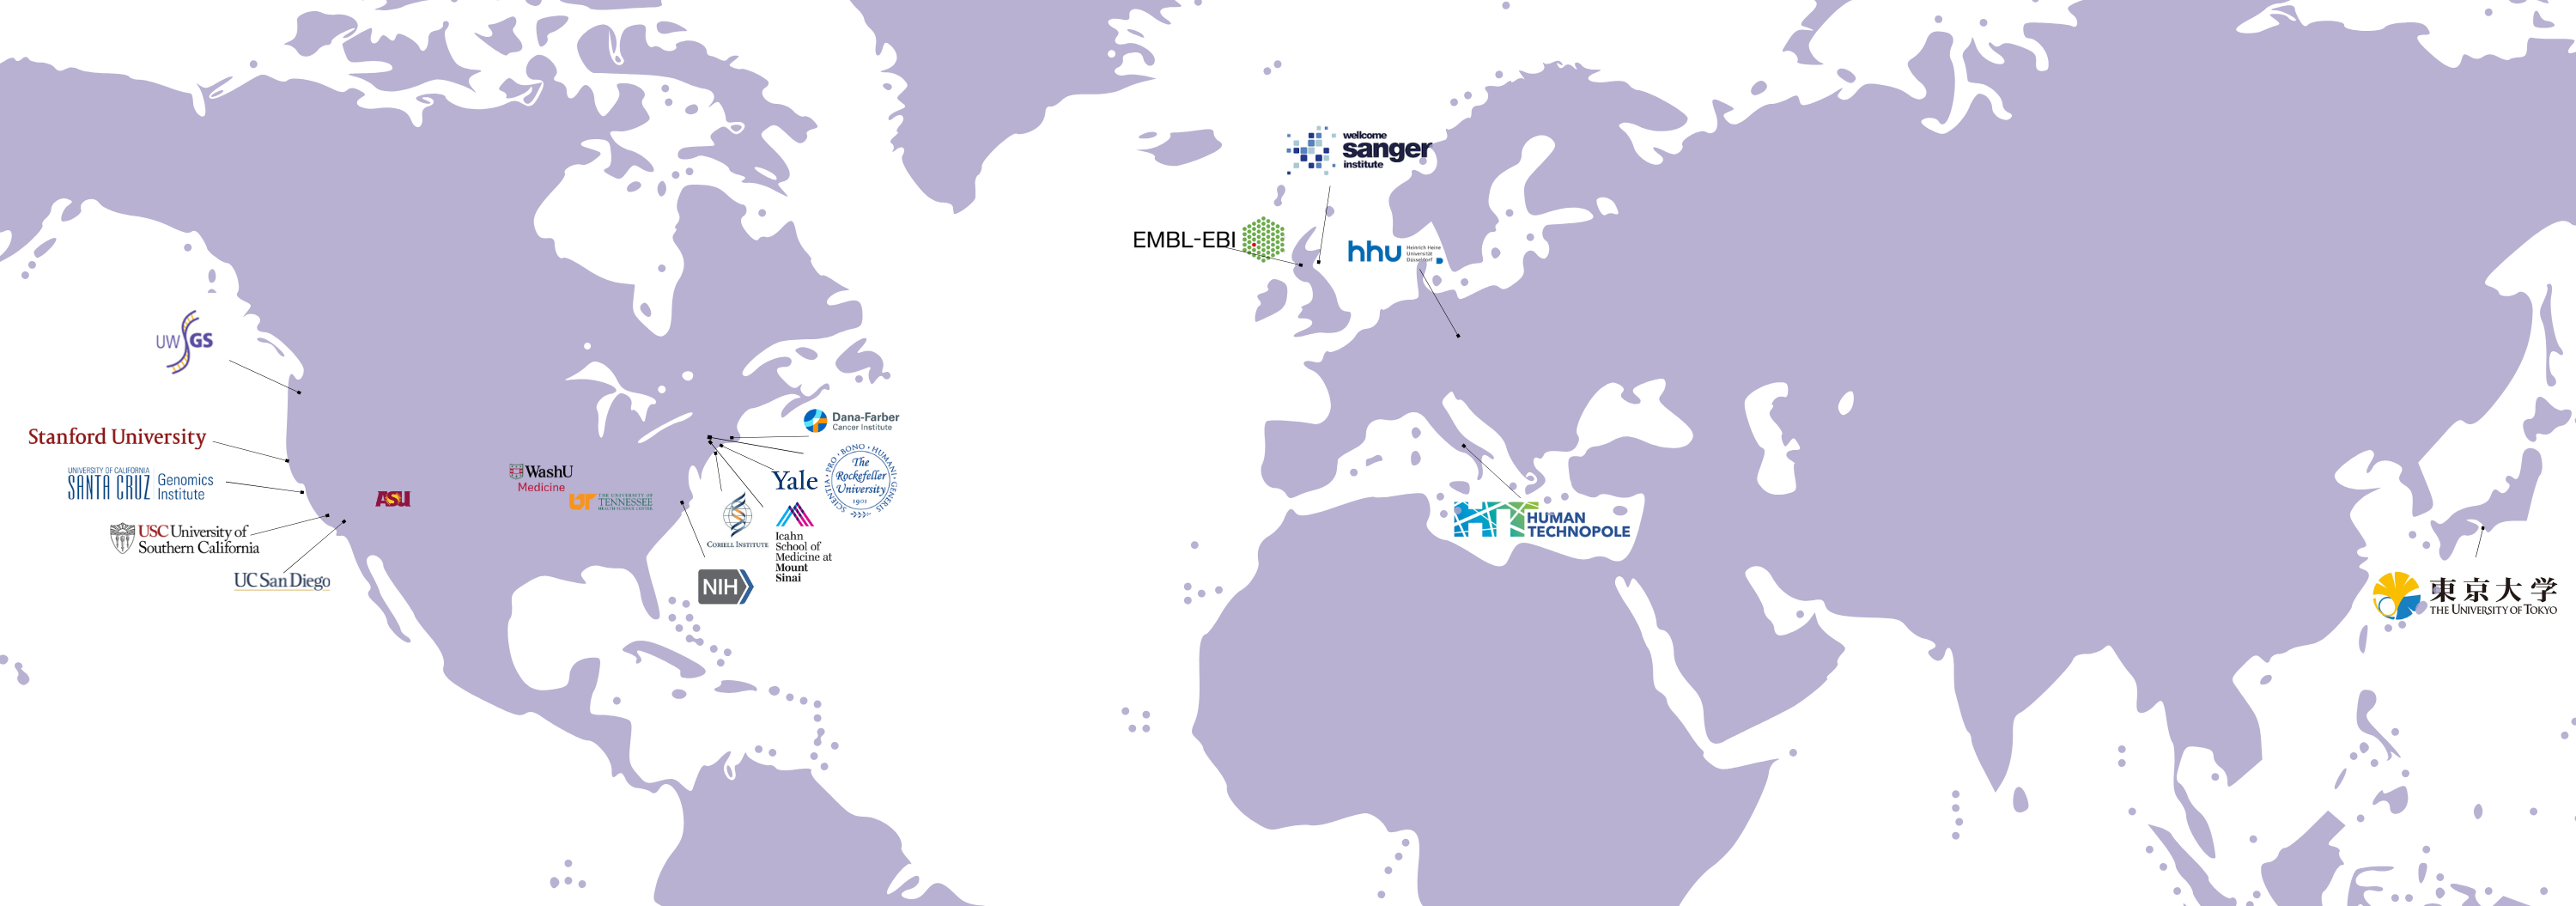 wellcome
sanger
institute
EMBL-EBI
hhu
Heinrich Heine
Universität
Düsseldorf
UW GS
Stanford University
UNIVERSITY OF CALIFORNIA
SANTA CRUZ
Genomics
Institute
USC University of
Southern California
UC San Diego
ASU
WashU
Medicine
UT
THE UNIVERSITY OF
TENNESSEE
HEALTH SCIENCE CENTER
Dana-Farber
Cancer Institute
Yale
PRO · BONO · HUMANI · GENERIS
SCIENTIA
The
Rockefeller
University
1901
CORIELL INSTITUTE
Icahn
School of
Medicine at
Mount
Sinai
NIH
HT
HUMAN
TECHNOPOLE
東京大学
THE UNIVERSITY OF TOKYO